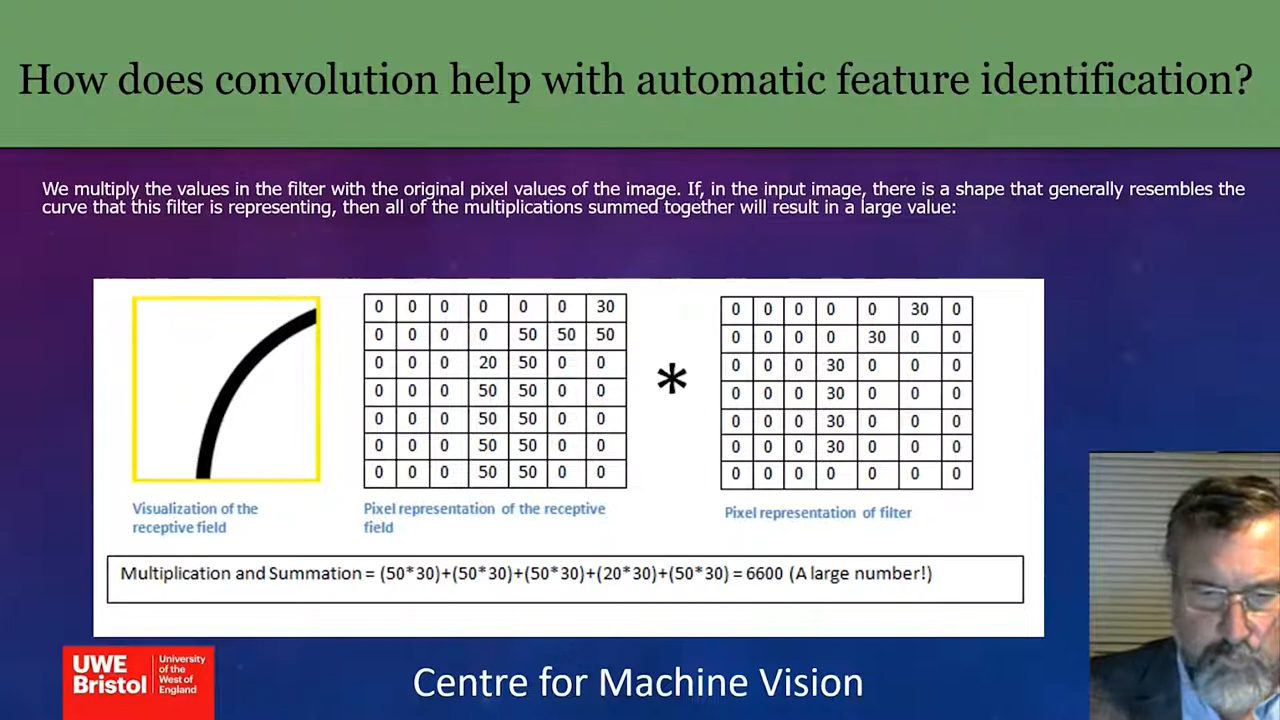 How does convolution help with automatic feature identification?
We multiply the values in the filter with the original pixel values of the image. If, in the input image, there is a shape that generally resembles the
curve that this filter is representing, then all of the multiplications summed together will result in a large value:
0 0 0 0 0 0 30
0 0 0 0 50 50 50
0 0 0 20 50 0 0
0 0 0 50 50 0 0
0 0 0 50 50 0 0
0 0 0 50 50 0 0
0 0 0 50 50 0 0
*
0 0 0 0 0 30 0
0 0 0 0 30 0 0
0 0 0 30 0 0 0
0 0 0 30 0 0 0
0 0 0 30 0 0 0
0 0 0 30 0 0 0
0 0 0 0 0 0 0
Visualization of the
receptive field
Pixel representation of the receptive
field
Pixel representation of filter
Multiplication and Summation = (50*30)+(50*30)+(50*30)+(20*30)+(50*30) = 6600 (A large number!)
UWE
Bristol
University
of the
West of
England
Centre for Machine Vision